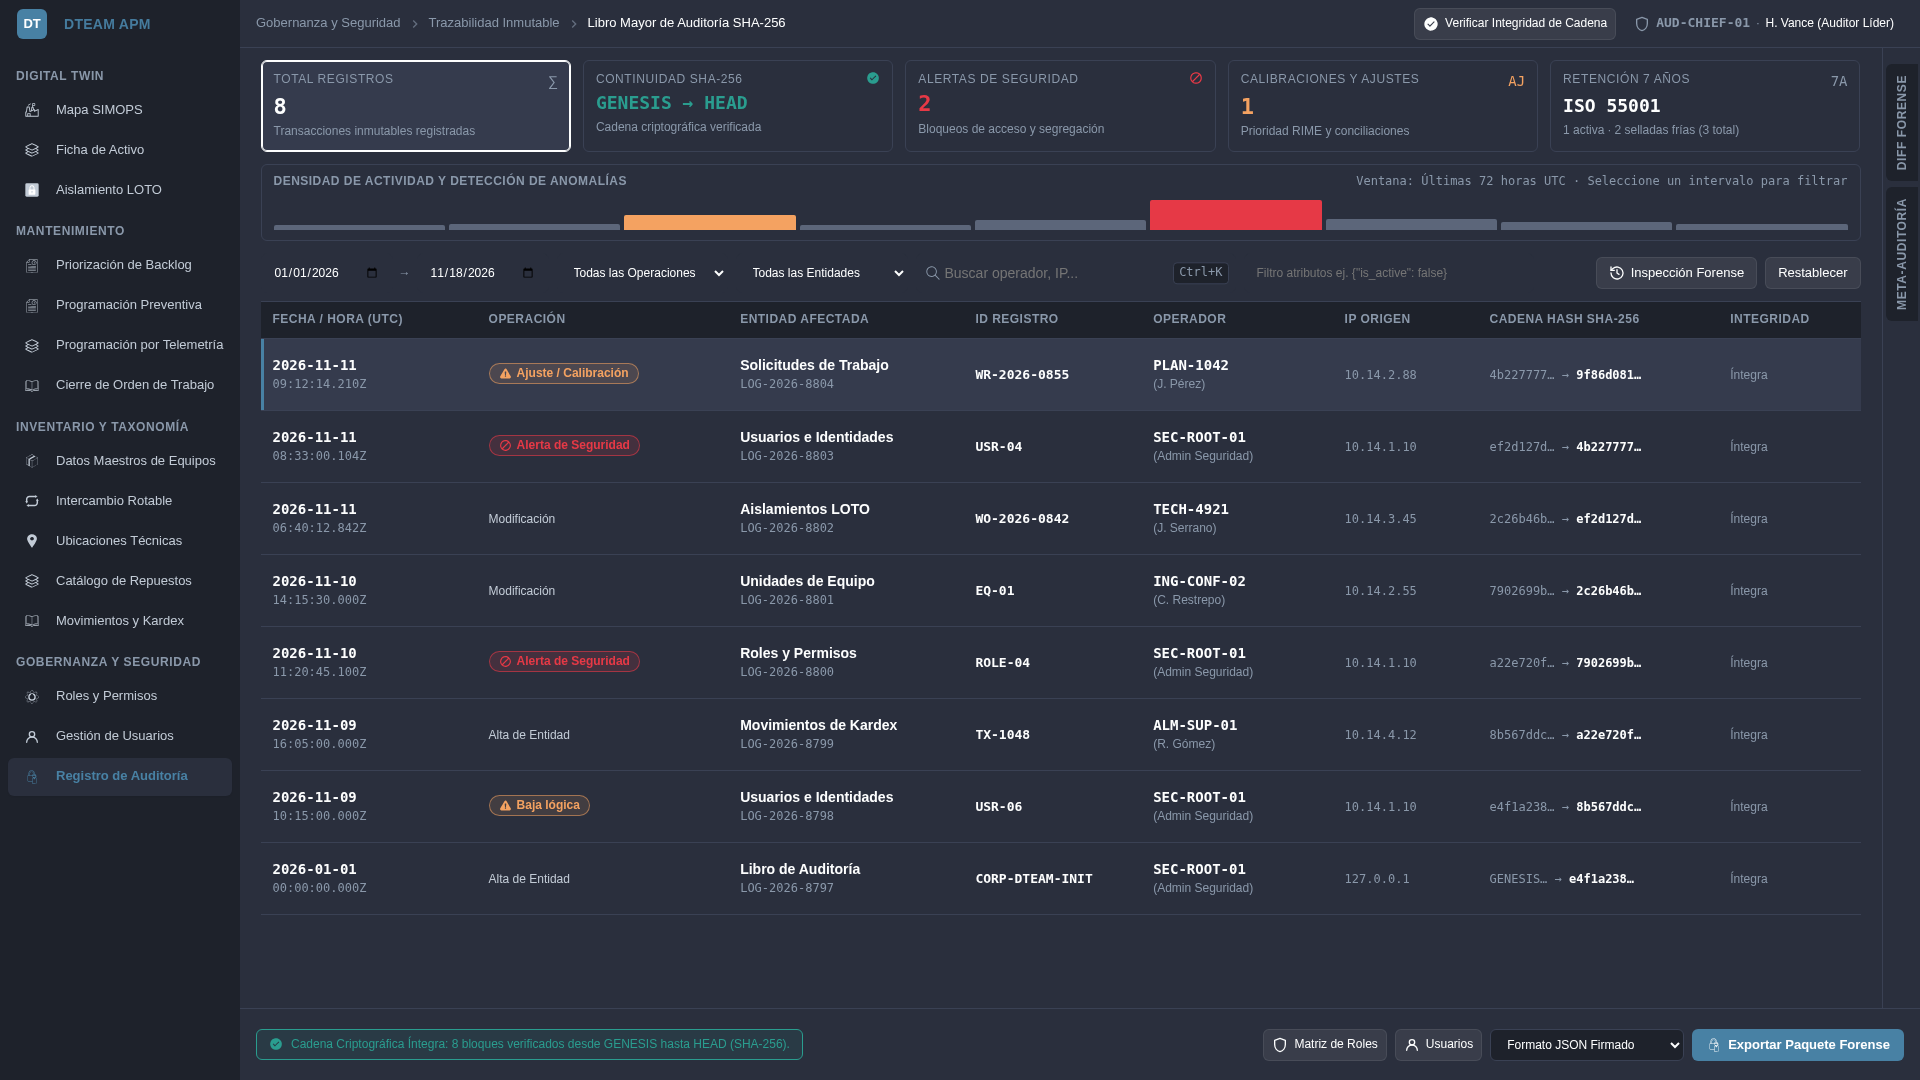 DT
DTEAM APM
DIGITAL TWIN
Mapa SIMOPS
Ficha de Activo
Aislamiento LOTO
MANTENIMIENTO
Priorización de Backlog
Programación Preventiva
Programación por Telemetría
Cierre de Orden de Trabajo
INVENTARIO Y TAXONOMÍA
Datos Maestros de Equipos
Intercambio Rotable
Ubicaciones Técnicas
Catálogo de Repuestos
Movimientos y Kardex
GOBERNANZA Y SEGURIDAD
Roles y Permisos
Gestión de Usuarios
Registro de Auditoría
Gobernanza y Seguridad > Trazabilidad Inmutable > Libro Mayor de Auditoría SHA-256
Verificar Integridad de Cadena
AUD-CHIEF-01 · H. Vance (Auditor Líder)
TOTAL REGISTROS ∑
8
Transacciones inmutables registradas
CONTINUIDAD SHA-256
GENESIS → HEAD
Cadena criptográfica verificada
ALERTAS DE SEGURIDAD
2
Bloqueos de acceso y segregación
CALIBRACIONES Y AJUSTES AJ
1
Prioridad RIME y conciliaciones
RETENCIÓN 7 AÑOS 7A
ISO 55001
1 activa · 2 selladas frías (3 total)
DIFF FORENSE
META-AUDITORÍA
DENSIDAD DE ACTIVIDAD Y DETECCIÓN DE ANOMALÍAS
Ventana: Últimas 72 horas UTC · Seleccione un intervalo para filtrar
01/01/2026 → 11/18/2026 Todas las Operaciones Todas las Entidades Buscar operador, IP... Ctrl+K Filtro atributos ej. {"is_active": false} Inspección Forense Restablecer
FECHA / HORA (UTC) OPERACIÓN ENTIDAD AFECTADA ID REGISTRO OPERADOR IP ORIGEN CADENA HASH SHA-256 INTEGRIDAD
2026-11-11 Ajuste / Calibración Solicitudes de Trabajo WR-2026-0855 PLAN-1042 10.14.2.88 4b227777… → 9f86d081… Íntegra
09:12:14.210Z LOG-2026-8804 (J. Pérez)
2026-11-11 Alerta de Seguridad Usuarios e Identidades USR-04 SEC-ROOT-01 10.14.1.10 ef2d127d… → 4b227777… Íntegra
08:33:00.104Z LOG-2026-8803 (Admin Seguridad)
2026-11-11 Modificación Aislamientos LOTO WO-2026-0842 TECH-4921 10.14.3.45 2c26b46b… → ef2d127d… Íntegra
06:40:12.842Z LOG-2026-8802 (J. Serrano)
2026-11-10 Modificación Unidades de Equipo EQ-01 ING-CONF-02 10.14.2.55 7902699b… → 2c26b46b… Íntegra
14:15:30.000Z LOG-2026-8801 (C. Restrepo)
2026-11-10 Alerta de Seguridad Roles y Permisos ROLE-04 SEC-ROOT-01 10.14.1.10 a22e720f… → 7902699b… Íntegra
11:20:45.100Z LOG-2026-8800 (Admin Seguridad)
2026-11-09 Alta de Entidad Movimientos de Kardex TX-1048 ALM-SUP-01 10.14.4.12 8b567ddc… → a22e720f… Íntegra
16:05:00.000Z LOG-2026-8799 (R. Gómez)
2026-11-09 Baja lógica Usuarios e Identidades USR-06 SEC-ROOT-01 10.14.1.10 e4f1a238… → 8b567ddc… Íntegra
10:15:00.000Z LOG-2026-8798 (Admin Seguridad)
2026-01-01 Alta de Entidad Libro de Auditoría CORP-DTEAM-INIT SEC-ROOT-01 127.0.0.1 GENESIS… → e4f1a238… Íntegra
00:00:00.000Z LOG-2026-8797 (Admin Seguridad)
Cadena Criptográfica Íntegra: 8 bloques verificados desde GENESIS hasta HEAD (SHA-256).
Matriz de Roles Usuarios Formato JSON Firmado Exportar Paquete Forense